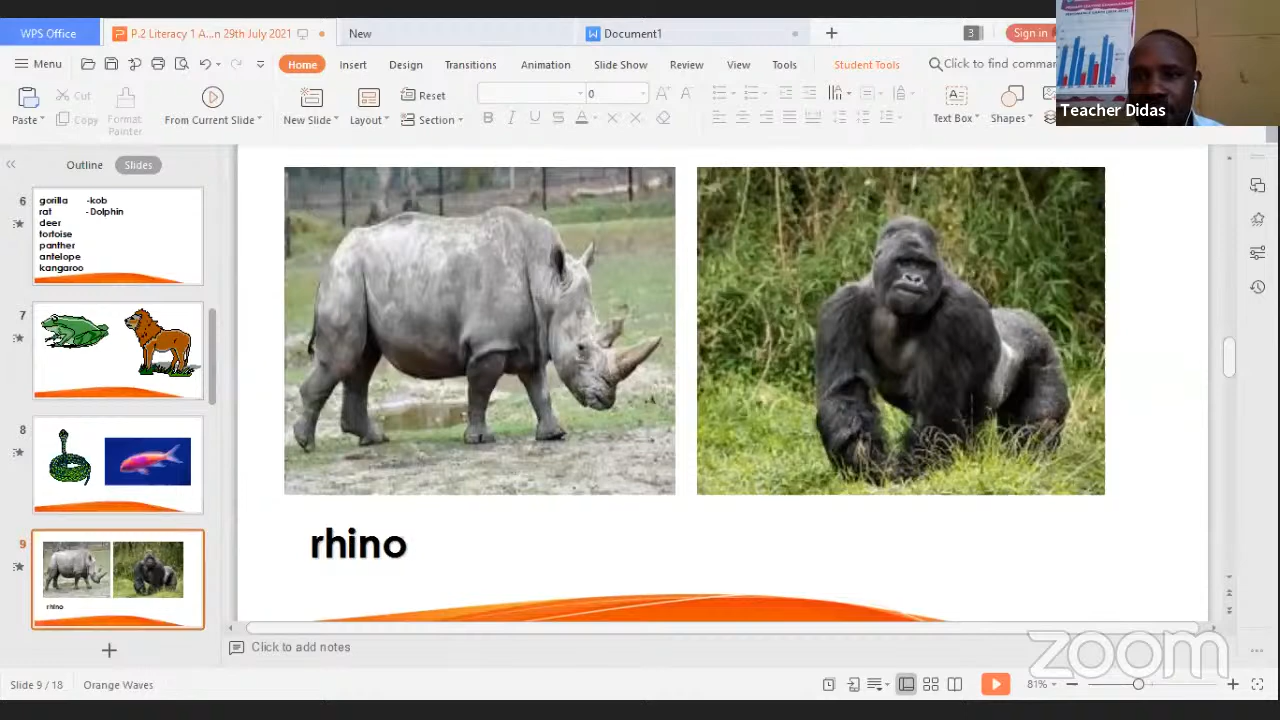 WPS Office
P.2 Literacy 1 A...n 29th July 2021
New
Document1
3
Sign in
Menu
Home
Insert
Design
Transitions
Animation
Slide Show
Review
View
Tools
Student Tools
Click to find comman
Paste
Cut
Format Painter
From Current Slide
New Slide
Reset
0
B I U S A
Text Box
Shapes
Teacher Didas
Outline
Slides
6
gorilla -kob
rat - Dolphin
deer
tortoise
panther
antelope
kangaroo
7
8
9
rhino
rhino
Click to add notes
zoom
Slide 9 / 18
Orange Waves
81%